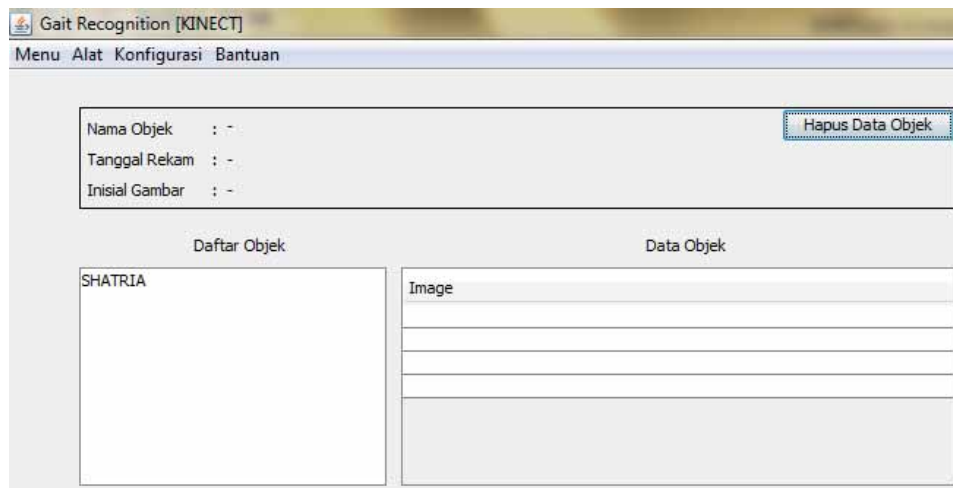 Gait Recognition [KINECT]
Menu Alat Konfigurasi Bantuan
Nama Objek : -
Hapus Data Objek
Tanggal Rekam : -
Inisial Gambar : -
Daftar Objek
Data Objek
SHATRIA
Image